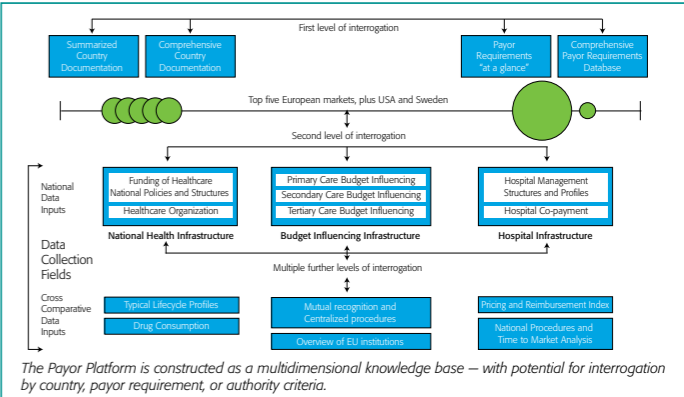 First level of interrogation
Summarized
Country
Documentation
Comprehensive
Country
Documentation
Payor
Requirements
"at a glance"
Comprehensive
Payor Requirements
Database
Top five European markets, plus USA and Sweden
Second level of interrogation
National
Data
Inputs
Funding of Healthcare
National Policies and Structures
Healthcare Organization
National Health Infrastructure
Primary Care Budget Influencing
Secondary Care Budget Influencing
Tertiary Care Budget Influencing
Budget Influencing Infrastructure
Hospital Management
Structures and Profiles
Hospital Co-payment
Hospital Infrastructure
Data
Collection
Fields
Multiple further levels of interrogation
Cross
Comparative
Data
Inputs
Typical Lifecycle Profiles
Drug Consumption
Mutual recognition and
Centralized procedures
Overview of EU institutions
Pricing and Reimbursement Index
National Procedures and
Time to Market Analysis
The Payor Platform is constructed as a multidimensional knowledge base – with potential for interrogation
by country, payor requirement, or authority criteria.